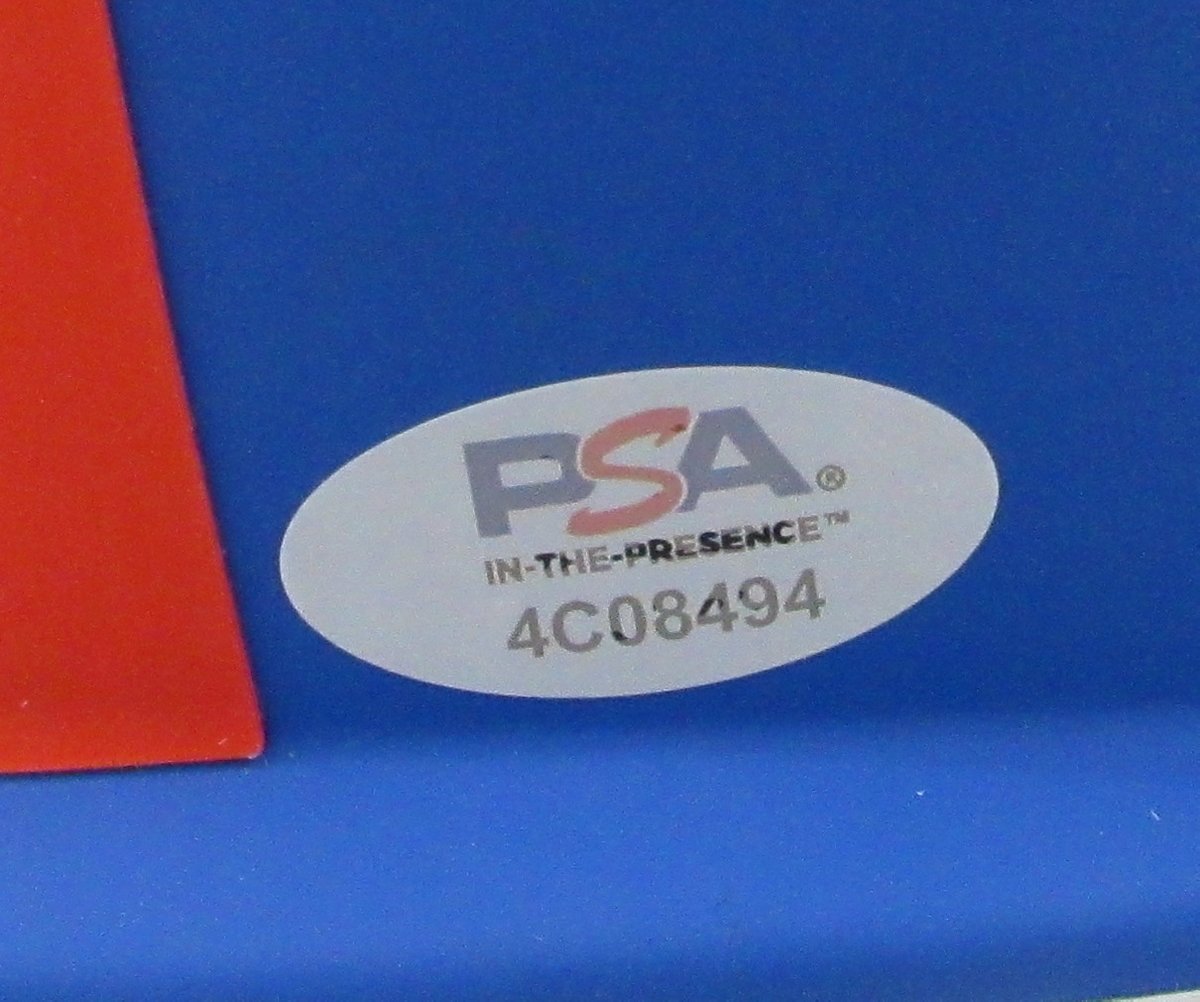 PSA®
IN-THE-PRESENCE™
4C08494